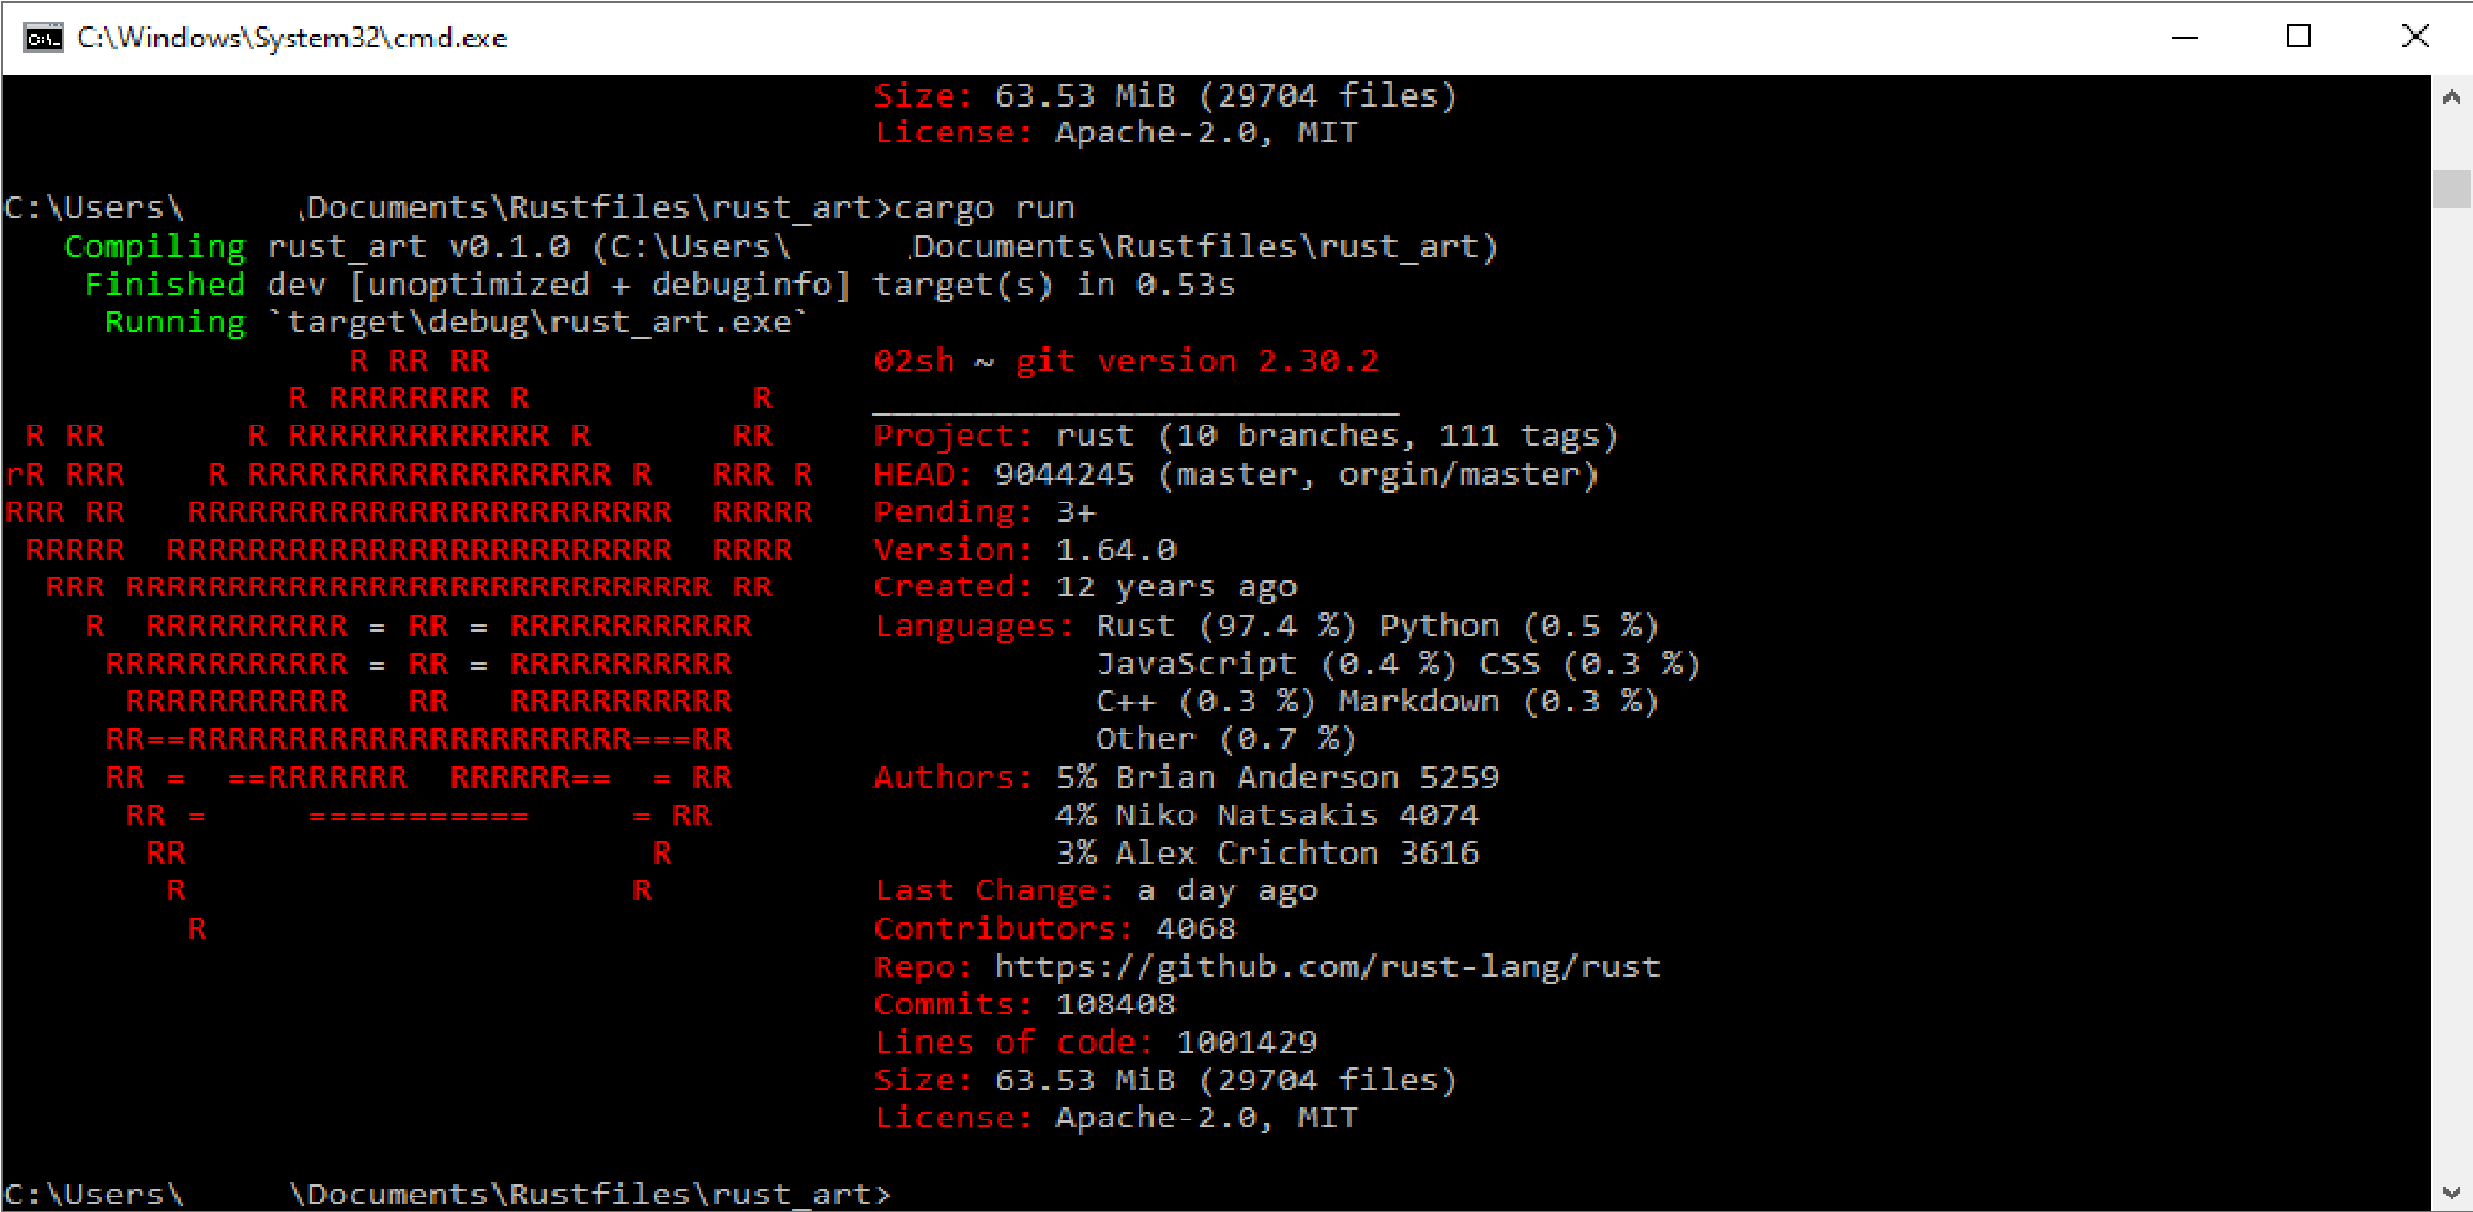 C:\Windows\System32\cmd.exe
Size: 63.53 MiB (29704 files)
License: Apache-2.0, MIT
C:\Users\ Documents\Rustfiles\rust_art>cargo run
Compiling rust_art v0.1.0 (C:\Users\ Documents\Rustfiles\rust_art)
Finished dev [unoptimized + debuginfo] target(s) in 0.53s
Running `target\debug\rust_art.exe`
R RR RR 02sh ~ git version 2.30.2
R RRRRRRRR R R __________________________
R RR R RRRRRRRRRRRRR R RR Project: rust (10 branches, 111 tags)
rR RRR R RRRRRRRRRRRRRRRRRR R RRR R HEAD: 9044245 (master, orgin/master)
RRR RR RRRRRRRRRRRRRRRRRRRRRRRR RRRRR Pending: 3+
RRRRR RRRRRRRRRRRRRRRRRRRRRRRRR RRRR Version: 1.64.0
RRR RRRRRRRRRRRRRRRRRRRRRRRRRRRRR RR Created: 12 years ago
R RRRRRRRRRR = RR = RRRRRRRRRRRR Languages: Rust (97.4 %) Python (0.5 %)
RRRRRRRRRRRR = RR = RRRRRRRRRRR JavaScript (0.4 %) CSS (0.3 %)
RRRRRRRRRRR RR RRRRRRRRRRR C++ (0.3 %) Markdown (0.3 %)
RR==RRRRRRRRRRRRRRRRRRRRRR===RR Other (0.7 %)
RR = ==RRRRRRR RRRRRR== = RR Authors: 5% Brian Anderson 5259
RR = =========== = RR 4% Niko Natsakis 4074
RR R 3% Alex Crichton 3616
R R Last Change: a day ago
R Contributors: 4068
Repo: https://github.com/rust-lang/rust
Commits: 108408
Lines of code: 1001429
Size: 63.53 MiB (29704 files)
License: Apache-2.0, MIT
C:\Users\ \Documents\Rustfiles\rust_art>